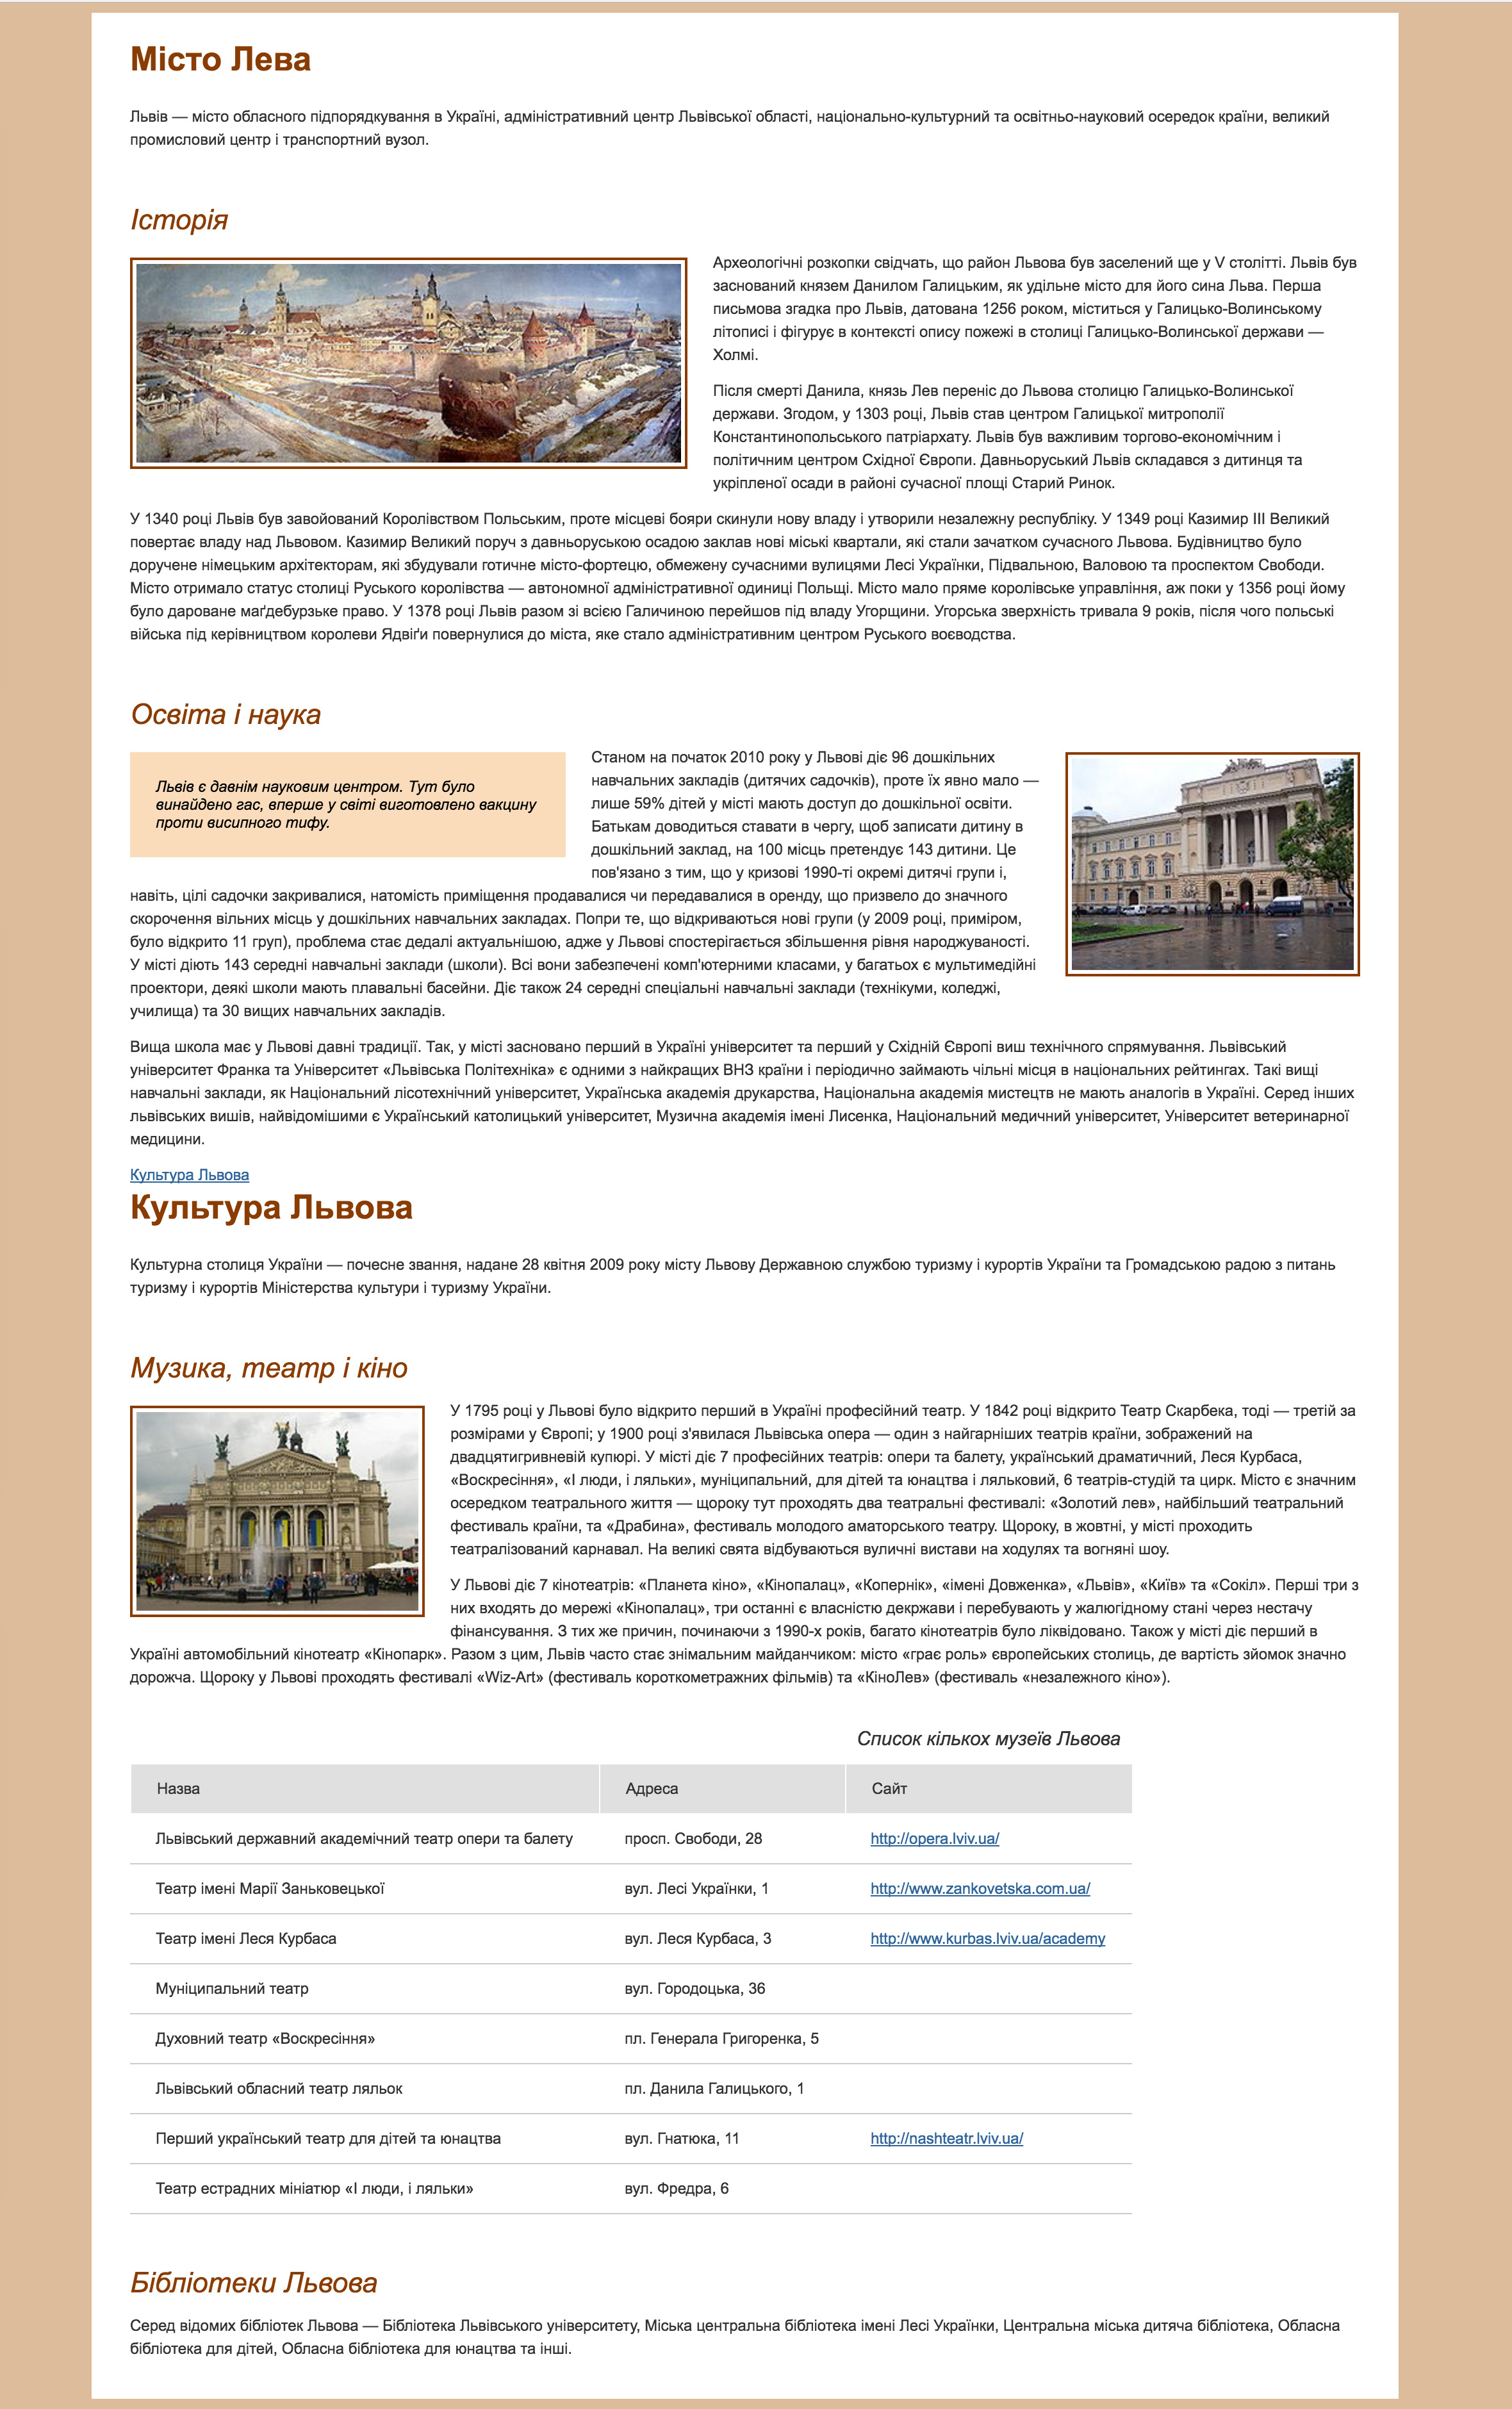 Місто Лева
Львів — місто обласного підпорядкування в Україні, адміністративний центр Львівської області, національно-культурний та освітньо-науковий осередок країни, великий
промисловий центр і транспортний вузол.
Історія
Археологічні розкопки свідчать, що район Львова був заселений ще у V столітті. Львів був
заснований князем Данилом Галицьким, як удільне місто для його сина Льва. Перша
письмова згадка про Львів, датована 1256 роком, міститься у Галицько-Волинському
літописі і фігурує в контексті опису пожежі в столиці Галицько-Волинської держави —
Холмі.
Після смерті Данила, князь Лев переніс до Львова столицю Галицько-Волинської
держави. Згодом, у 1303 році, Львів став центром Галицької митрополії
Константинопольського патріархату. Львів був важливим торгово-економічним і
політичним центром Східної Європи. Давньоруський Львів складався з дитинця та
укріпленої осади в районі сучасної площі Старий Ринок.
У 1340 році Львів був завойований Королівством Польським, проте місцеві бояри скинули нову владу і утворили незалежну республіку. У 1349 році Казимир III Великий
повертає владу над Львовом. Казимир Великий поруч з давньоруською осадою заклав нові міські квартали, які стали зачатком сучасного Львова. Будівництво було
доручене німецьким архітекторам, які збудували готичне місто-фортецю, обмежену сучасними вулицями Лесі Українки, Підвальною, Валовою та проспектом Свободи.
Місто отримало статус столиці Руського королівства — автономної адміністративної одиниці Польщі. Місто мало пряме королівське управління, аж поки у 1356 році йому
було дароване маґдебурзьке право. У 1378 році Львів разом зі всією Галичиною перейшов під владу Угорщини. Угорська зверхність тривала 9 років, після чого польські
війська під керівництвом королеви Ядвіґи повернулися до міста, яке стало адміністративним центром Руського воєводства.
Освіта і наука
Львів є давнім науковим центром. Тут було
винайдено гас, вперше у світі виготовлено вакцину
проти висипного тифу.
Станом на початок 2010 року у Львові діє 96 дошкільних
навчальних закладів (дитячих садочків), проте їх явно мало —
лише 59% дітей у місті мають доступ до дошкільної освіти.
Батькам доводиться ставати в чергу, щоб записати дитину в
дошкільний заклад, на 100 місць претендує 143 дитини. Це
пов'язано з тим, що у кризові 1990-ті окремі дитячі групи і,
навіть, цілі садочки закривалися, натомість приміщення продавалися чи передавалися в оренду, що призвело до значного
скорочення вільних місць у дошкільних навчальних закладах. Попри те, що відкриваються нові групи (у 2009 році, приміром,
було відкрито 11 груп), проблема стає дедалі актуальнішою, адже у Львові спостерігається збільшення рівня народжуваності.
У місті діють 143 середні навчальні заклади (школи). Всі вони забезпечені комп'ютерними класами, у багатьох є мультимедійні
проектори, деякі школи мають плавальні басейни. Діє також 24 середні спеціальні навчальні заклади (технікуми, коледжі,
училища) та 30 вищих навчальних закладів.
Вища школа має у Львові давні традиції. Так, у місті засновано перший в Україні університет та перший у Східній Європі виш технічного спрямування. Львівський
університет Франка та Університет «Львівська Політехніка» є одними з найкращих ВНЗ країни і періодично займають чільні місця в національних рейтингах. Такі вищі
навчальні заклади, як Національний лісотехнічний університет, Українська академія друкарства, Національна академія мистецтв не мають аналогів в Україні. Серед інших
львівських вишів, найвідомішими є Український католицький університет, Музична академія імені Лисенка, Національний медичний університет, Університет ветеринарної
медицини.
Культура Львова
Культура Львова
Культурна столиця України — почесне звання, надане 28 квітня 2009 року місту Львову Державною службою туризму і курортів України та Громадською радою з питань
туризму і курортів Міністерства культури і туризму України.
Музика, театр і кіно
У 1795 році у Львові було відкрито перший в Україні професійний театр. У 1842 році відкрито Театр Скарбека, тоді — третій за
розмірами у Європі; у 1900 році з'явилася Львівська опера — один з найгарніших театрів країни, зображений на
двадцятигривневій купюрі. У місті діє 7 професійних театрів: опери та балету, український драматичний, Леся Курбаса,
«Воскресіння», «І люди, і ляльки», муніципальний, для дітей та юнацтва і ляльковий, 6 театрів-студій та цирк. Місто є значним
осередком театрального життя — щороку тут проходять два театральні фестивалі: «Золотий лев», найбільший театральний
фестиваль країни, та «Драбина», фестиваль молодого аматорського театру. Щороку, в жовтні, у місті проходить
театралізований карнавал. На великі свята відбуваються вуличні вистави на ходулях та вогняні шоу.
У Львові діє 7 кінотеатрів: «Планета кіно», «Кінопалац», «Копернік», «імені Довженка», «Львів», «Київ» та «Сокіл». Перші три з
них входять до мережі «Кінопалац», три останні є власністю декржави і перебувають у жалюгідному стані через нестачу
фінансування. З тих же причин, починаючи з 1990-х років, багато кінотеатрів було ліквідовано. Також у місті діє перший в
Україні автомобільний кінотеатр «Кінопарк». Разом з цим, Львів часто стає знімальним майданчиком: місто «грає роль» європейських столиць, де вартість зйомок значно
дорожча. Щороку у Львові проходять фестивалі «Wiz-Art» (фестиваль короткометражних фільмів) та «КіноЛев» (фестиваль «незалежного кіно»).
Список кількох музеїв Львова
Назва Адреса Сайт
Львівський державний академічний театр опери та балету просп. Свободи, 28 http://opera.lviv.ua/
Театр імені Марії Заньковецької вул. Лесі Українки, 1 http://www.zankovetska.com.ua/
Театр імені Леся Курбаса вул. Леся Курбаса, 3 http://www.kurbas.lviv.ua/academy
Муніципальний театр вул. Городоцька, 36
Духовний театр «Воскресіння» пл. Генерала Григоренка, 5
Львівський обласний театр ляльок пл. Данила Галицького, 1
Перший український театр для дітей та юнацтва вул. Гнатюка, 11 http://nashteatr.lviv.ua/
Театр естрадних мініатюр «І люди, і ляльки» вул. Фредра, 6
Бібліотеки Львова
Серед відомих бібліотек Львова — Бібліотека Львівського університету, Міська центральна бібліотека імені Лесі Українки, Центральна міська дитяча бібліотека, Обласна
бібліотека для дітей, Обласна бібліотека для юнацтва та інші.